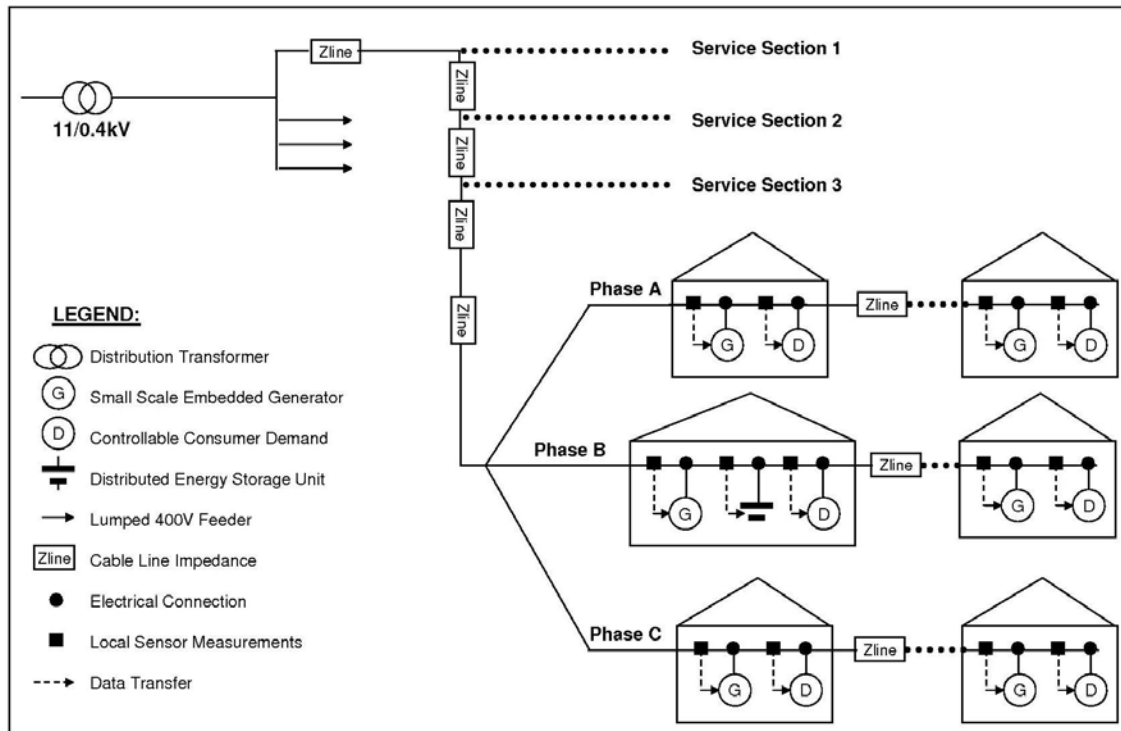 Zline
Service Section 1
Zline
11/0.4kV
Service Section 2
Zline
Service Section 3
Zline
Phase A
Zline
Zline
G
D
G
D
LEGEND:
Distribution Transformer
G
Small Scale Embedded Generator
D
Controllable Consumer Demand
Distributed Energy Storage Unit
Lumped 400V Feeder
Zline
Cable Line Impedance
Electrical Connection
Local Sensor Measurements
Data Transfer
Phase B
Zline
G
D
G
D
Phase C
Zline
G
D
G
D